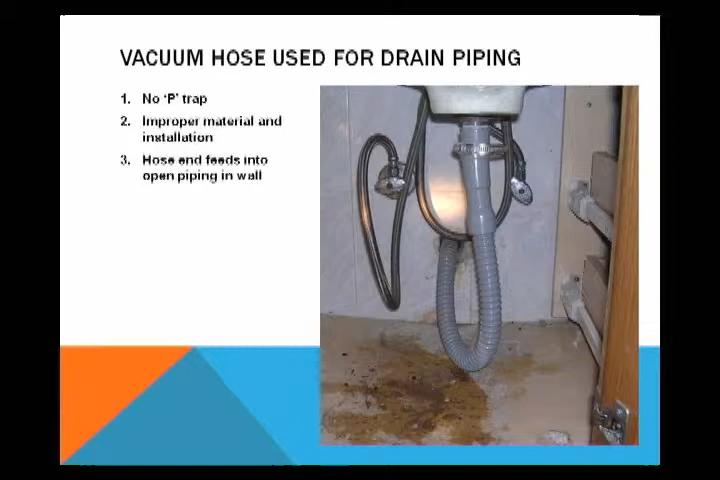 VACUUM HOSE USED FOR DRAIN PIPING
1. No ‘P’ trap
2. Improper material and
installation
3. Hose end feeds into
open piping in wall